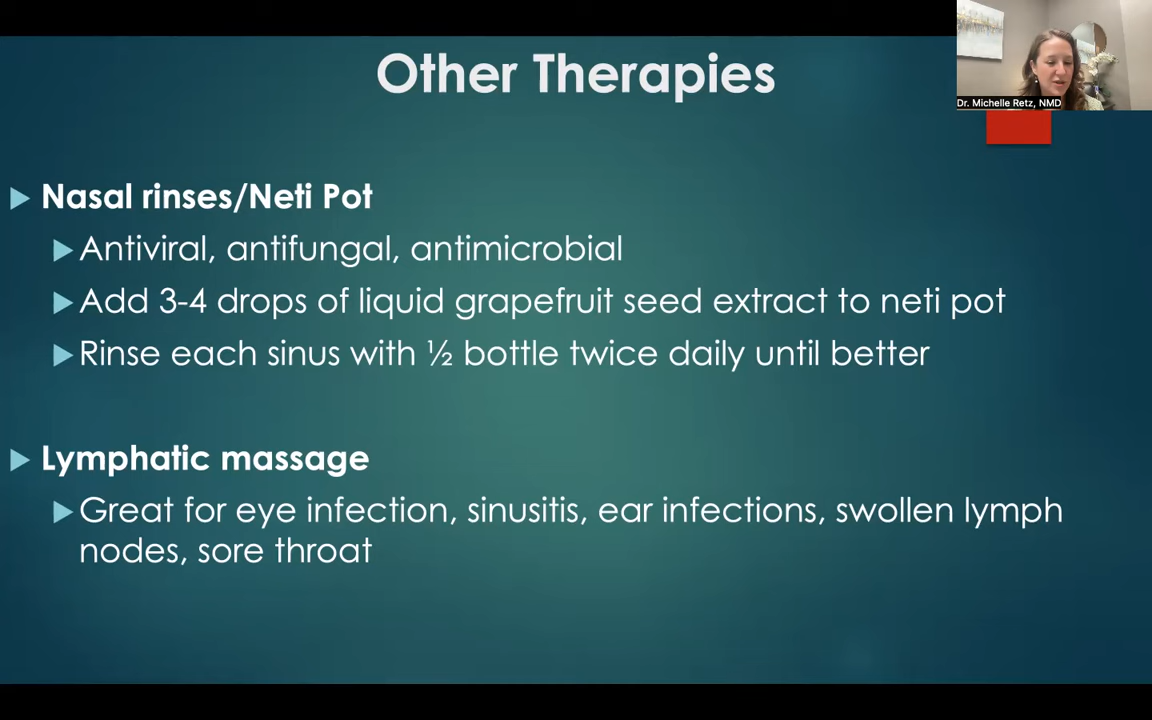 Other Therapies
Dr. Michelle Retz, NMD
Nasal rinses/Neti Pot
Antiviral, antifungal, antimicrobial
Add 3-4 drops of liquid grapefruit seed extract to neti pot
Rinse each sinus with ½ bottle twice daily until better
Lymphatic massage
Great for eye infection, sinusitis, ear infections, swollen lymph
nodes, sore throat